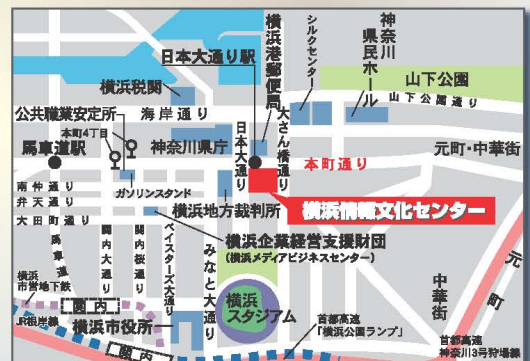 日本大通り駅
横浜港郵便局
シルクセンター
神奈川
県民ホール
山下公園
山下公園通り
横浜税関
公共職業安定所
海岸通り
本町4丁目
馬車道駅
神奈川県庁
日本大通り
大さん橋通り
本町通り
元町・中華街
南仲通り
ガソリンスタンド
弁天通り
横浜地方裁判所
横浜情報文化センター
大田町通り
横浜企業経営支援財団
(横浜メディアビジネスセンター)
馬車道
関内大通り
関内桜通り
ベイスターズ大通り
みなと大通り
横浜
市営地下鉄
関内
JR根岸線
横浜市役所
関内
横浜
スタジアム
首都高速
「横浜公園ランプ」
中華街
元町
首都高速
神奈川3号狩場線